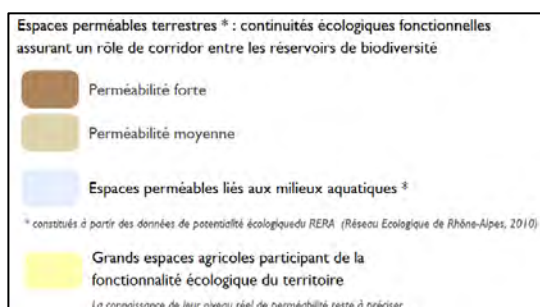 Espaces perméables terrestres * : continuités écologiques fonctionnelles
assurant un rôle de corridor entre les réservoirs de biodiversité
Perméabilité forte
Perméabilité moyenne
Espaces perméables liés aux milieux aquatiques *
* constitués à partir des données de potentialité écologiquedu RERA (Réseau Ecologique de Rhône-Alpes, 2010)
Grands espaces agricoles participant de la
fonctionnalité écologique du territoire
La connaissance de leur niveau réel de perméabilité reste à préciser